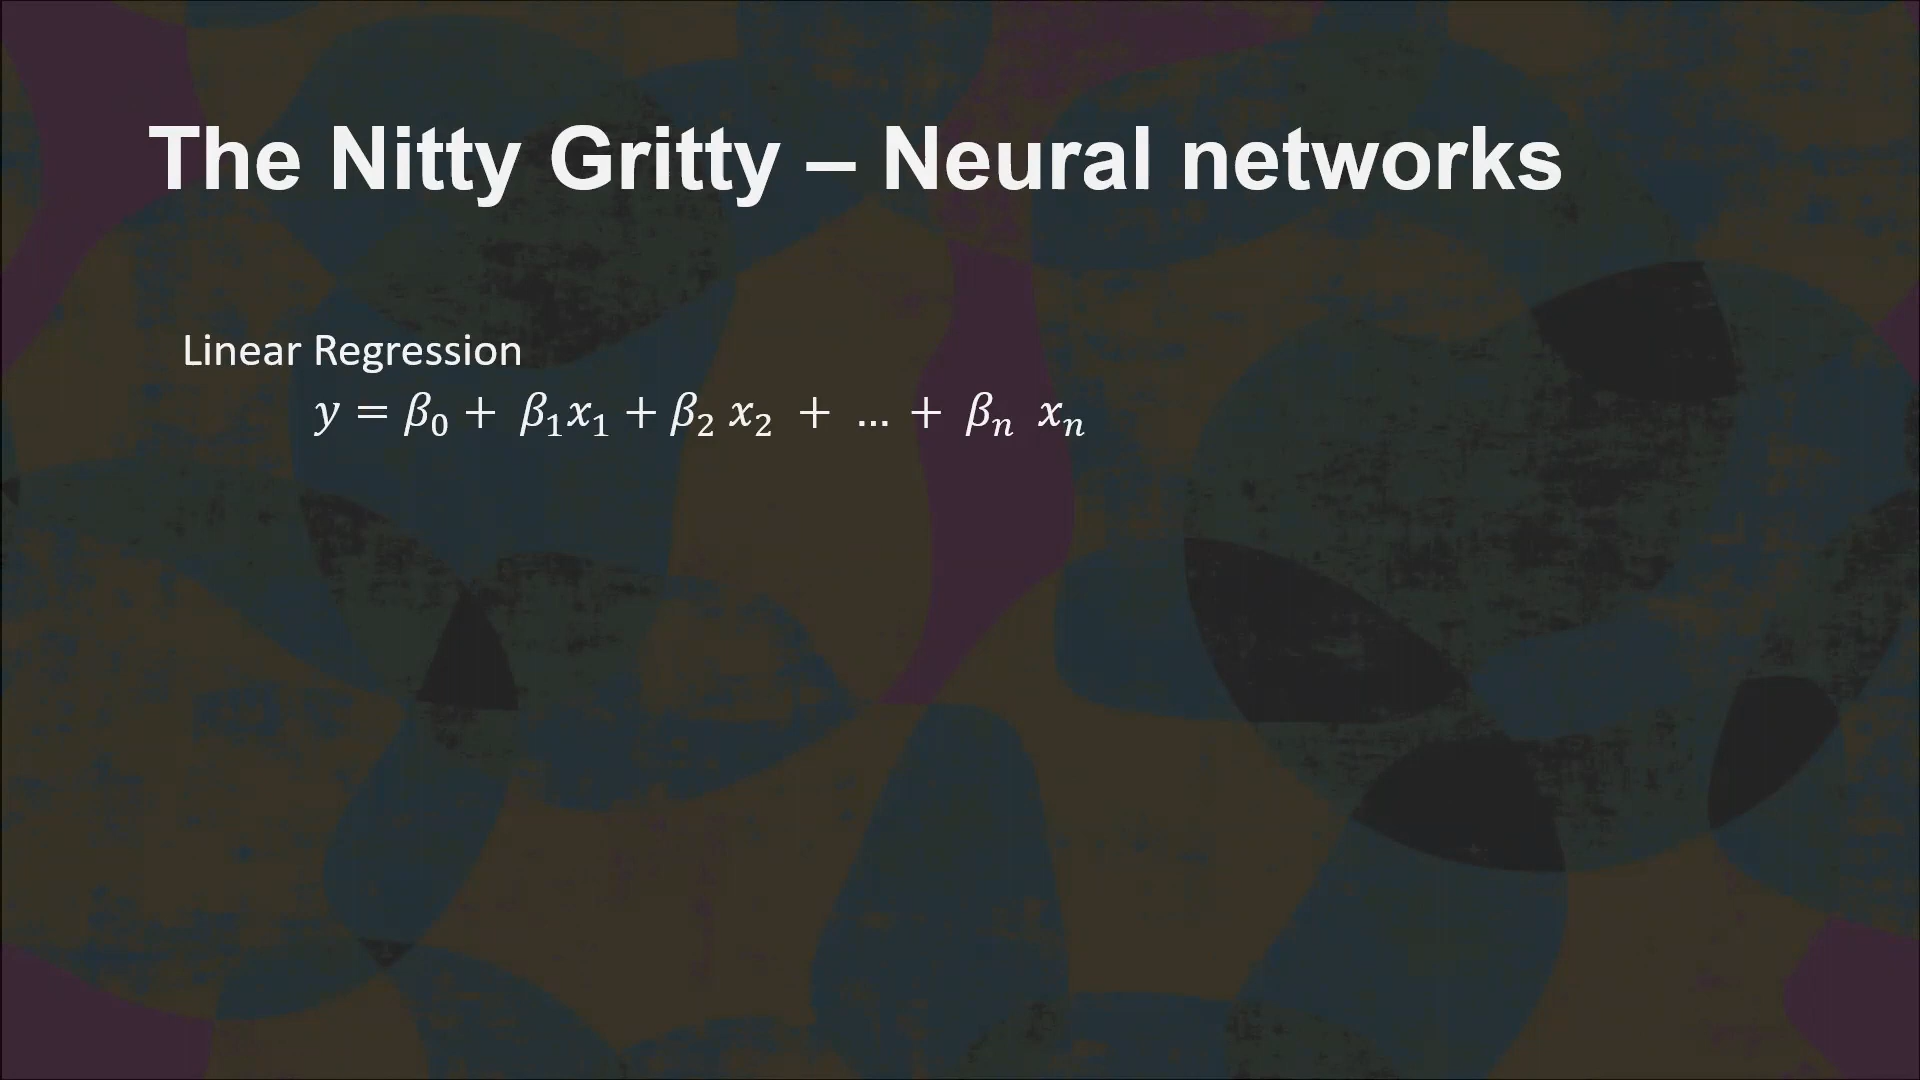 The Nitty Gritty – Neural networks
Linear Regression
y = β₀ + β₁x₁ + β₂ x₂ + … + βₙ xₙ